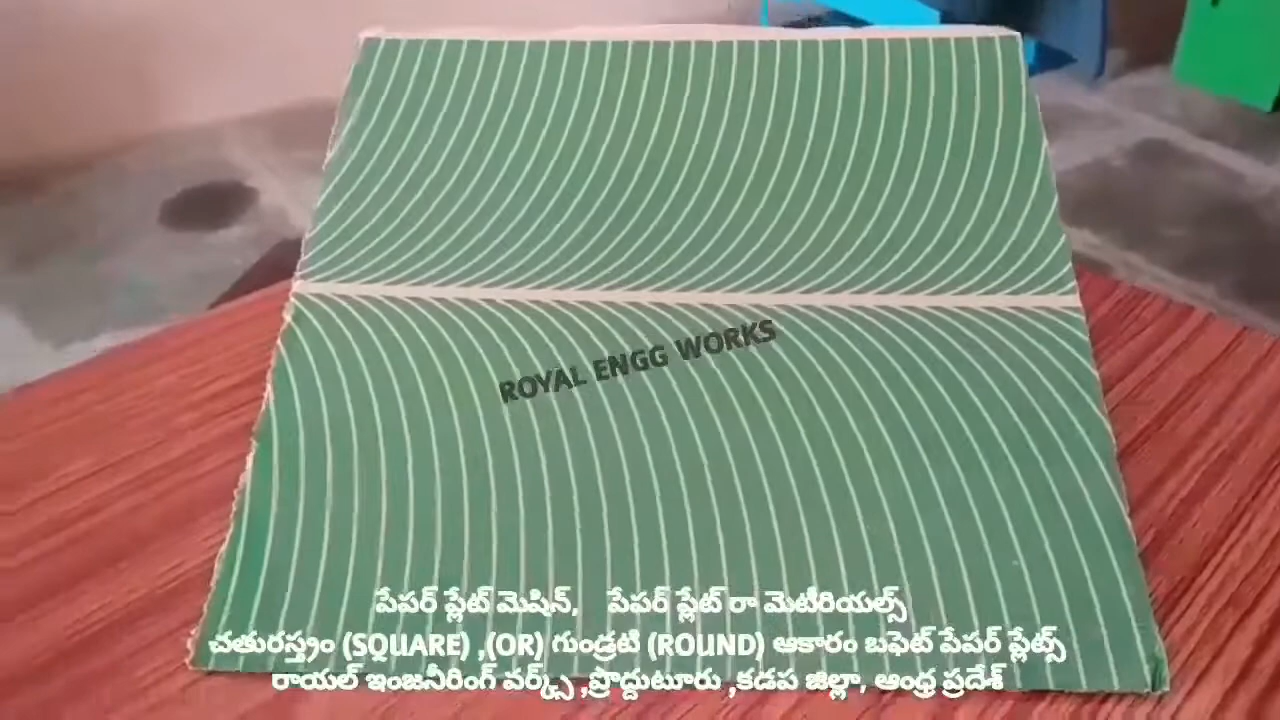 ROYAL ENGG WORKS
పేపర్ ప్లేట్ మెషిన్, పేపర్ ప్లేట్ రా మెటీరియల్స్
చతురస్త్రం (SQUARE) ,(OR) గుండ్రటి (ROUND) ఆకారం బఫెట్ పేపర్ ప్లేట్స్
రాయల్ ఇంజనీరింగ్ వర్క్స్ ,ప్రొద్దుటూరు ,కడప జిల్లా, ఆంధ్ర ప్రదేశ్